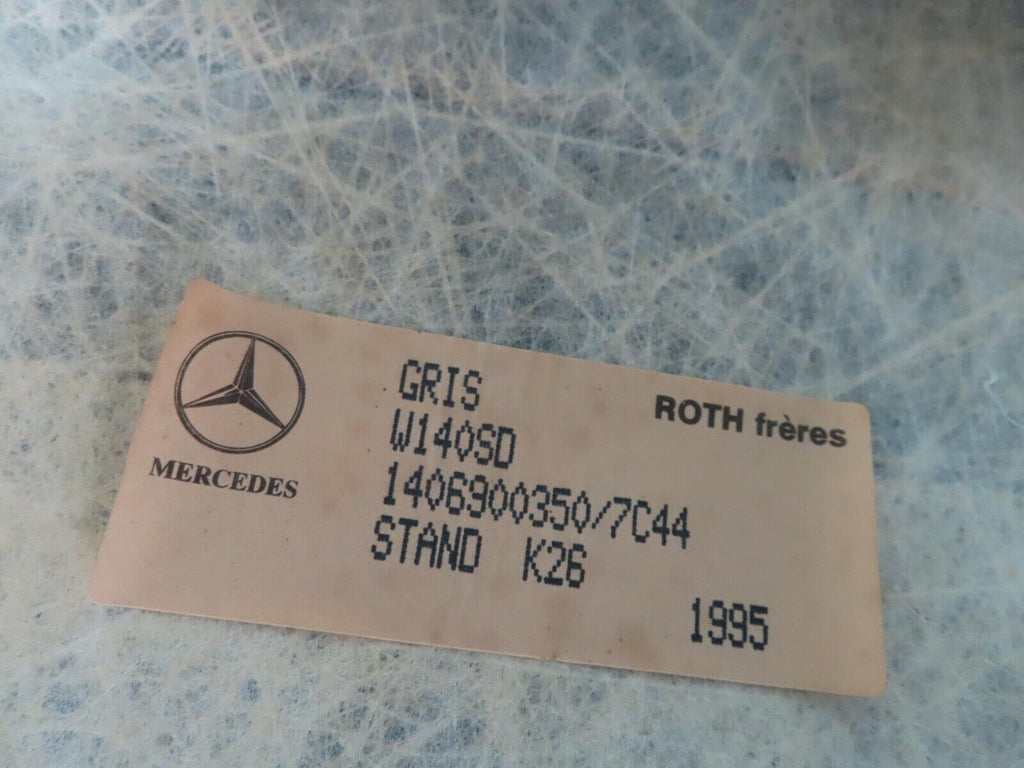 MERCEDES
GRIS
W140SD
1406900350/7C44
STAND K26
1995
ROTH frères